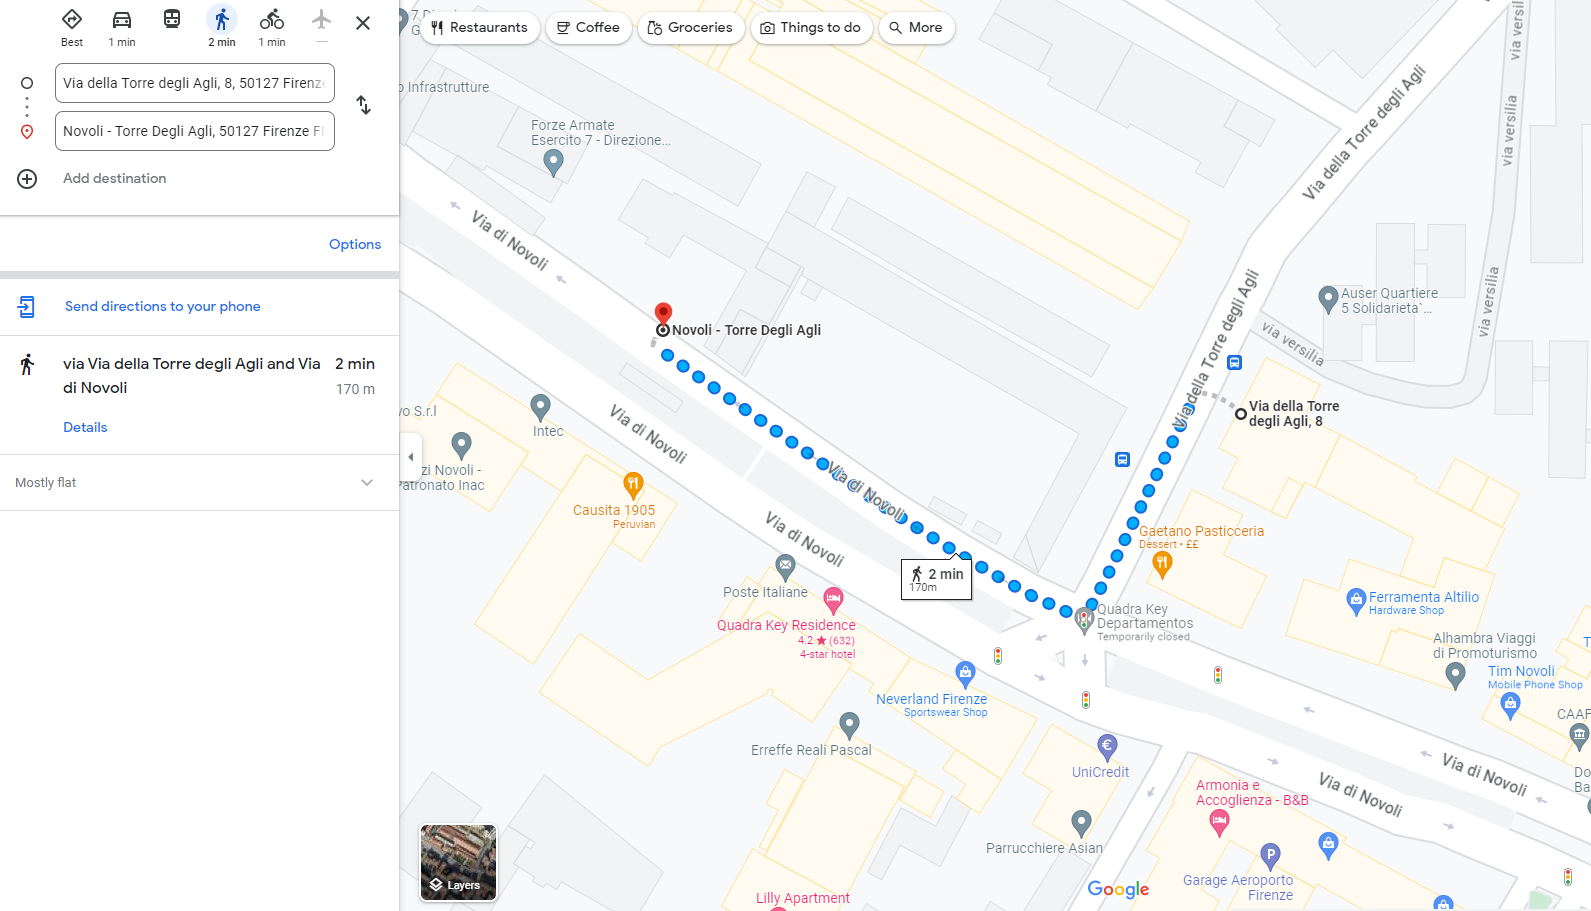 Best
1 min
2 min
1 min
Via della Torre degli Agli, 8, 50127 Firenze
Novoli - Torre Degli Agli, 50127 Firenze FI
Add destination
Options
Send directions to your phone
via Via della Torre degli Agli and Via
di Novoli
2 min
170 m
Details
Mostly flat
Restaurants
Coffee
Groceries
Things to do
More
o Infrastrutture
Forze Armate
Esercito 7 - Direzione...
Via di Novoli
Via della Torre degli Agli
via versilia
via versilia
via versilia
via versilia
Auser Quartiere
5 Solidarieta`...
Via della Torre degli Agli
Novoli - Torre Degli Agli
Via della Torre
degli Agli, 8
vo S.r.l
Intec
zi Novoli -
Patronato Inac
Via di Novoli
Via di Novoli
Via di Novoli
Causita 1905
Peruvian
2 min
170m
Gaetano Pasticceria
Dessert • ££
Poste Italiane
Quadra Key Residence
4.2 ★ (632)
4-star hotel
Quadra Key
Departamentos
Temporarily closed
Ferramenta Altilio
Hardware Shop
Alhambra Viaggi
di Promoturismo
Tim Novoli
Mobile Phone Shop
Neverland Firenze
Sportswear Shop
CAAF
Erreffe Reali Pascal
UniCredit
Via di Novoli
Via di Novoli
Do
Ba
Armonia e
Accoglienza - B&B
Parrucchiere Asian
Garage Aeroporto
Firenze
Lilly Apartment
Layers
Google